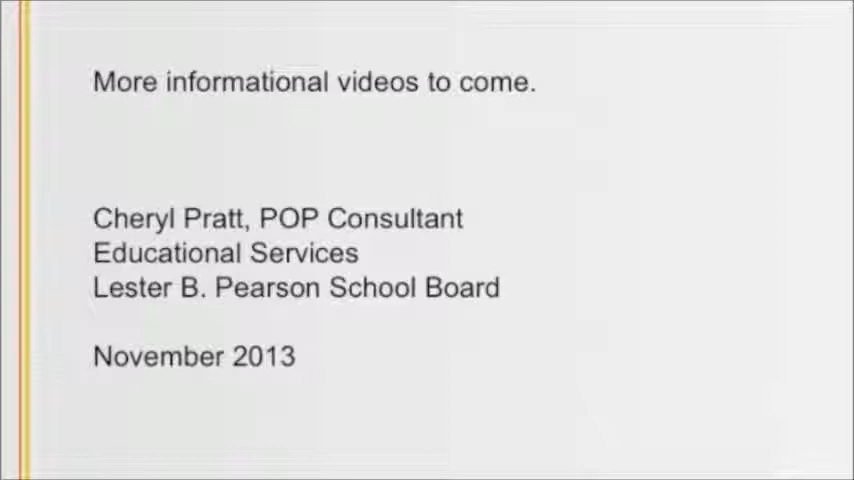 More informational videos to come.
Cheryl Pratt, POP Consultant
Educational Services
Lester B. Pearson School Board
November 2013